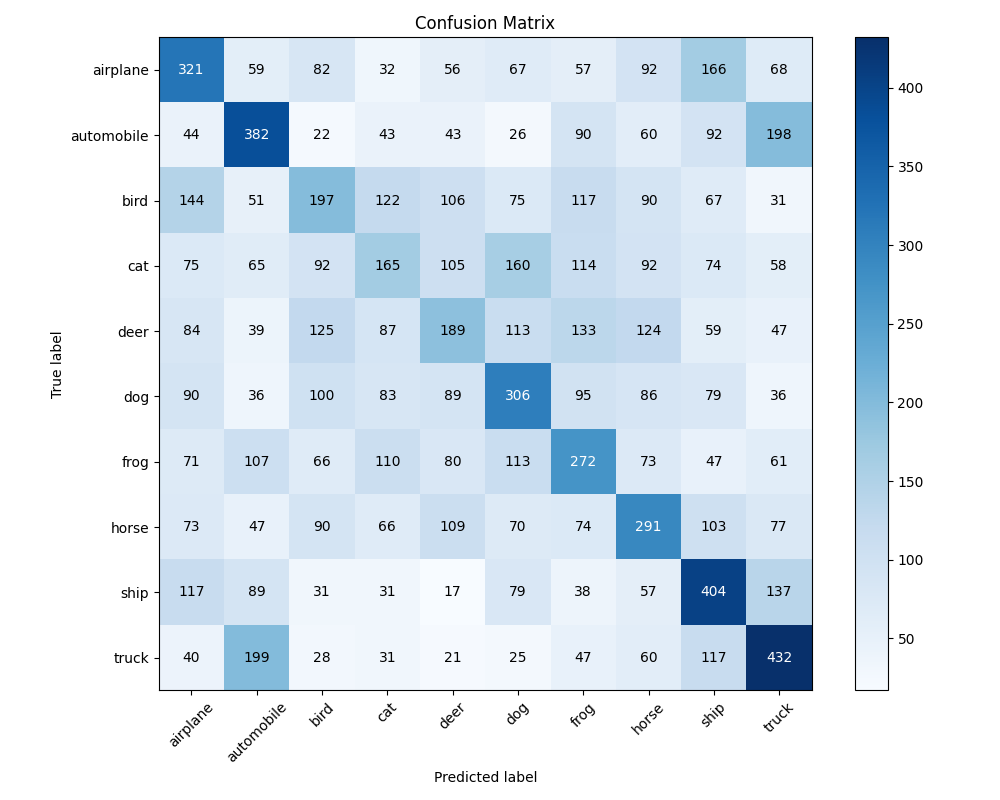 Confusion Matrix
airplane 321 59 82 32 56 67 57 92 166 68
automobile 44 382 22 43 43 26 90 60 92 198
bird 144 51 197 122 106 75 117 90 67 31
cat 75 65 92 165 105 160 114 92 74 58
deer 84 39 125 87 189 113 133 124 59 47
dog 90 36 100 83 89 306 95 86 79 36
frog 71 107 66 110 80 113 272 73 47 61
horse 73 47 90 66 109 70 74 291 103 77
ship 117 89 31 31 17 79 38 57 404 137
truck 40 199 28 31 21 25 47 60 117 432
airplane automobile bird cat deer dog frog horse ship truck
Predicted label
True label
400
350
300
250
200
150
100
50